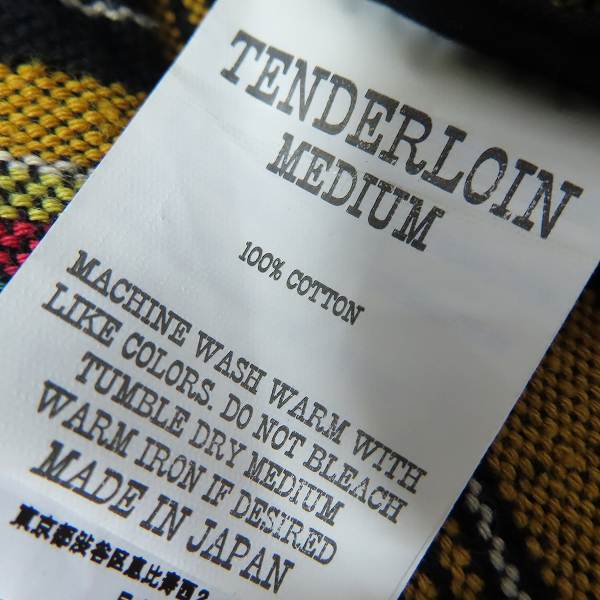 TENDERLOIN
MEDIUM
100% COTTON
MACHINE WASH WARM WITH
LIKE COLORS. DO NOT BLEACH
TUMBLE DRY MEDIUM
WARM IRON IF DESIRED
MADE IN JAPAN
東京都渋谷区恵比寿西2